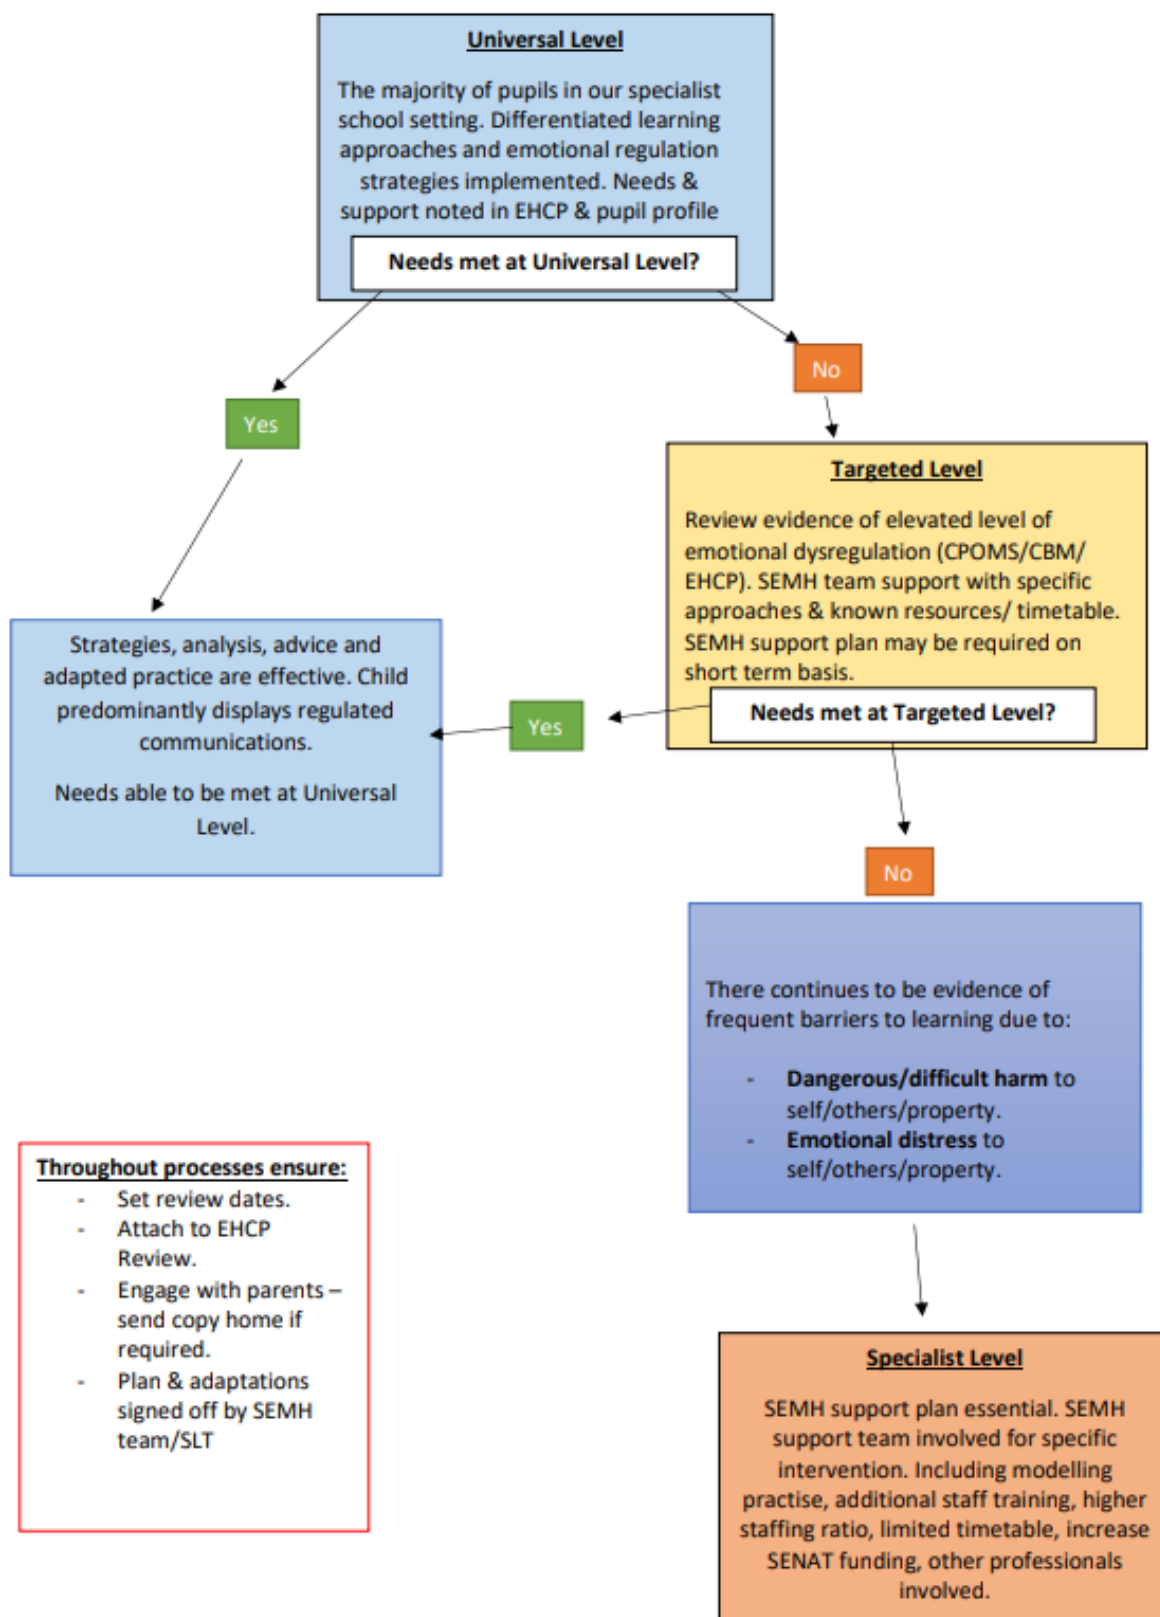 Universal Level
The majority of pupils in our specialist
school setting. Differentiated learning
approaches and emotional regulation
strategies implemented. Needs &
support noted in EHCP & pupil profile
Needs met at Universal Level?
No
Yes
Targeted Level
Review evidence of elevated level of
emotional dysregulation (CPOMS/CBM/
EHCP). SEMH team support with specific
approaches & known resources/ timetable.
SEMH support plan may be required on
short term basis.
Needs met at Targeted Level?
Yes
Strategies, analysis, advice and
adapted practice are effective. Child
predominantly displays regulated
communications.
Needs able to be met at Universal
Level.
No
There continues to be evidence of
frequent barriers to learning due to:
- Dangerous/difficult harm to
self/others/property.
- Emotional distress to
self/others/property.
Throughout processes ensure:
- Set review dates.
- Attach to EHCP
Review.
- Engage with parents –
send copy home if
required.
- Plan & adaptations
signed off by SEMH
team/SLT
Specialist Level
SEMH support plan essential. SEMH
support team involved for specific
intervention. Including modelling
practise, additional staff training, higher
staffing ratio, limited timetable, increase
SENAT funding, other professionals
involved.